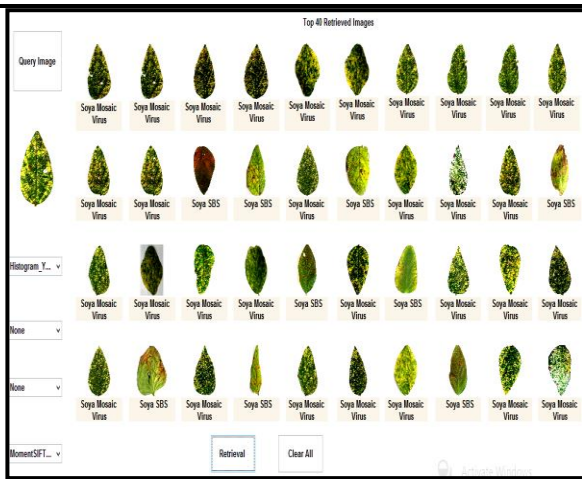 Top 40 Retrieved Images
Query Image
Soya Mosaic Soya Mosaic Soya Mosaic Soya Mosaic Soya Mosaic Soya Mosaic Soya Mosaic Soya Mosaic Soya Mosaic Soya Mosaic
Virus Virus Virus Virus Virus Virus Virus Virus Virus Virus
Soya Mosaic Soya Mosaic Soya SBS Soya SBS Soya Mosaic Soya SBS Soya Mosaic Soya Mosaic Soya Mosaic Soya SBS
Virus Virus Virus Virus Virus Virus
Histogram_Y...
Soya Mosaic Soya Mosaic Soya Mosaic Soya Mosaic Soya SBS Soya Mosaic Soya SBS Soya Mosaic Soya Mosaic Soya Mosaic
Virus Virus Virus Virus Virus Virus Virus Virus
None
None
Soya Mosaic Soya SBS Soya Mosaic Soya SBS Soya Mosaic Soya Mosaic Soya Mosaic Soya SBS Soya Mosaic Soya Mosaic
Virus Virus Virus Virus Virus Virus Virus
MomentSIFT... Retrieval Clear All
Activate Windows